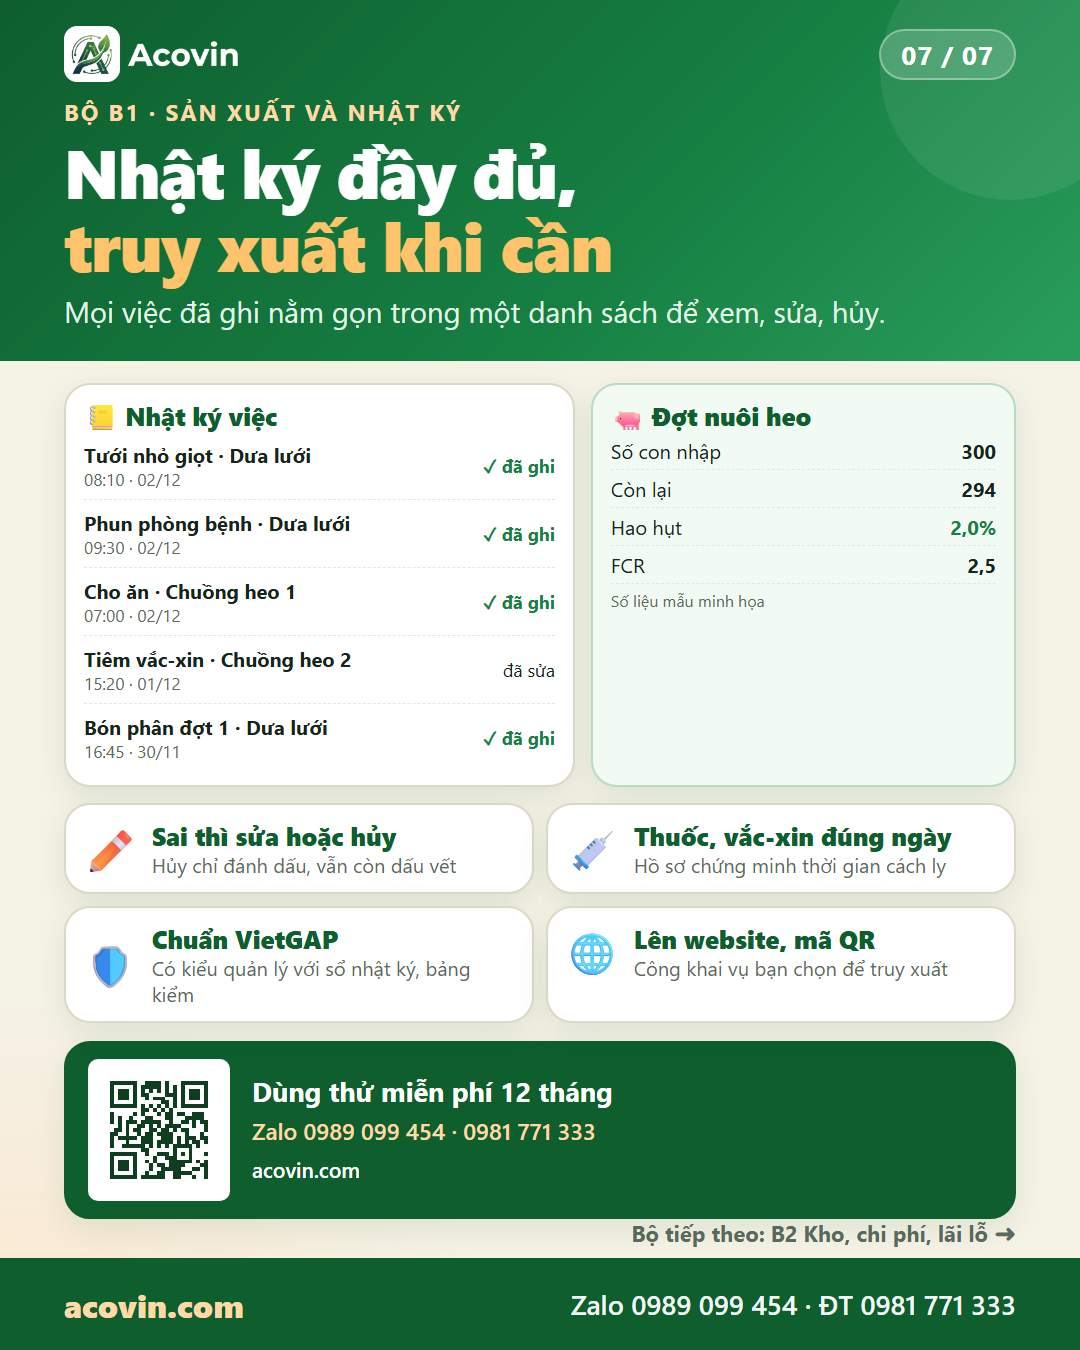 Acovin
07 / 07
BỘ B1 · SẢN XUẤT VÀ NHẬT KÝ
Nhật ký đầy đủ,
truy xuất khi cần
Mọi việc đã ghi nằm gọn trong một danh sách để xem, sửa, hủy.
Nhật ký việc
Tưới nhỏ giọt · Dưa lưới
08:10 · 02/12
✓ đã ghi
Phun phòng bệnh · Dưa lưới
09:30 · 02/12
✓ đã ghi
Cho ăn · Chuồng heo 1
07:00 · 02/12
✓ đã ghi
Tiêm vắc-xin · Chuồng heo 2
15:20 · 01/12
đã sửa
Bón phân đợt 1 · Dưa lưới
16:45 · 30/11
✓ đã ghi
Đợt nuôi heo
Số con nhập 300
Còn lại 294
Hao hụt 2,0%
FCR 2,5
Số liệu mẫu minh họa
Sai thì sửa hoặc hủy
Hủy chỉ đánh dấu, vẫn còn dấu vết
Thuốc, vắc-xin đúng ngày
Hồ sơ chứng minh thời gian cách ly
Chuẩn VietGAP
Có kiểu quản lý với sổ nhật ký, bảng
kiểm
Lên website, mã QR
Công khai vụ bạn chọn để truy xuất
Dùng thử miễn phí 12 tháng
Zalo 0989 099 454 · 0981 771 333
acovin.com
Bộ tiếp theo: B2 Kho, chi phí, lãi lỗ ➜
acovin.com
Zalo 0989 099 454 · ĐT 0981 771 333